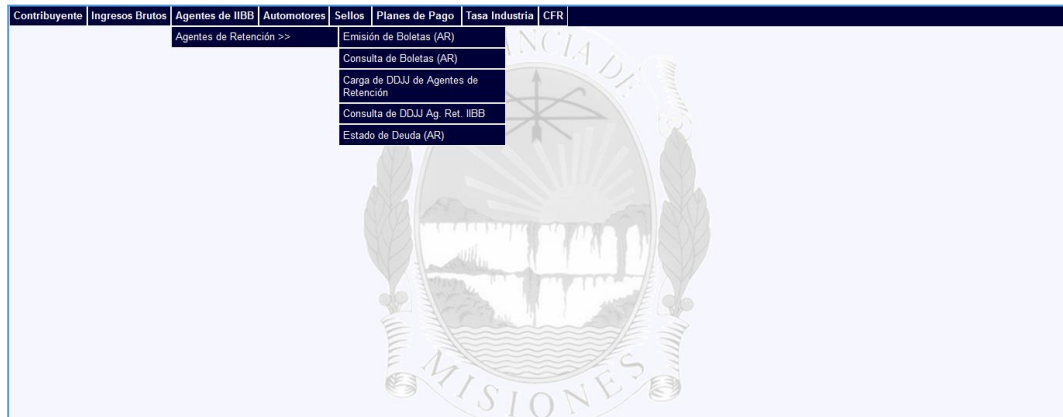 Contribuyente Ingresos Brutos Agentes de IIBB Automotores Sellos Planes de Pago Tasa Industria CFR
Agentes de Retención >>
Emisión de Boletas (AR)
Consulta de Boletas (AR)
Carga de DDJJ de Agentes de
Retención
Consulta de DDJJ Ag. Ret. IIBB
Estado de Deuda (AR)
NCIA DE
MISIONES